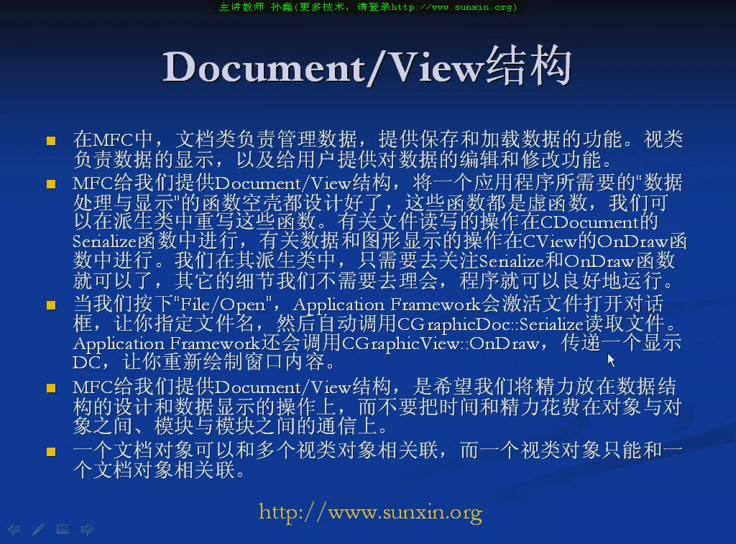 主讲教师 孙鑫(更多技术，请登录http://www.sunxin.org)
Document/View结构
在MFC中，文档类负责管理数据，提供保存和加载数据的功能。视类
负责数据的显示，以及给用户提供对数据的编辑和修改功能。
MFC给我们提供Document/View结构，将一个应用程序所需要的“数据
处理与显示”的函数空壳都设计好了，这些函数都是虚函数，我们可
以在派生类中重写这些函数。有关文件读写的操作在CDocument的
Serialize函数中进行，有关数据和图形显示的操作在CView的OnDraw函
数中进行。我们在其派生类中，只需要去关注Serialize和OnDraw函数
就可以了，其它的细节我们不需要去理会，程序就可以良好地运行。
当我们按下“File/Open”，Application Framework会激活文件打开对话
框，让你指定文件名，然后自动调用CGraphicDoc::Serialize读取文件。
Application Framework还会调用CGraphicView::OnDraw，传递一个显示
DC，让你重新绘制窗口内容。
MFC给我们提供Document/View结构，是希望我们将精力放在数据结
构的设计和数据显示的操作上，而不要把时间和精力花费在对象与对
象之间、模块与模块之间的通信上。
一个文档对象可以和多个视类对象相关联，而一个视类对象只能和一
个文档对象相关联。
http://www.sunxin.org